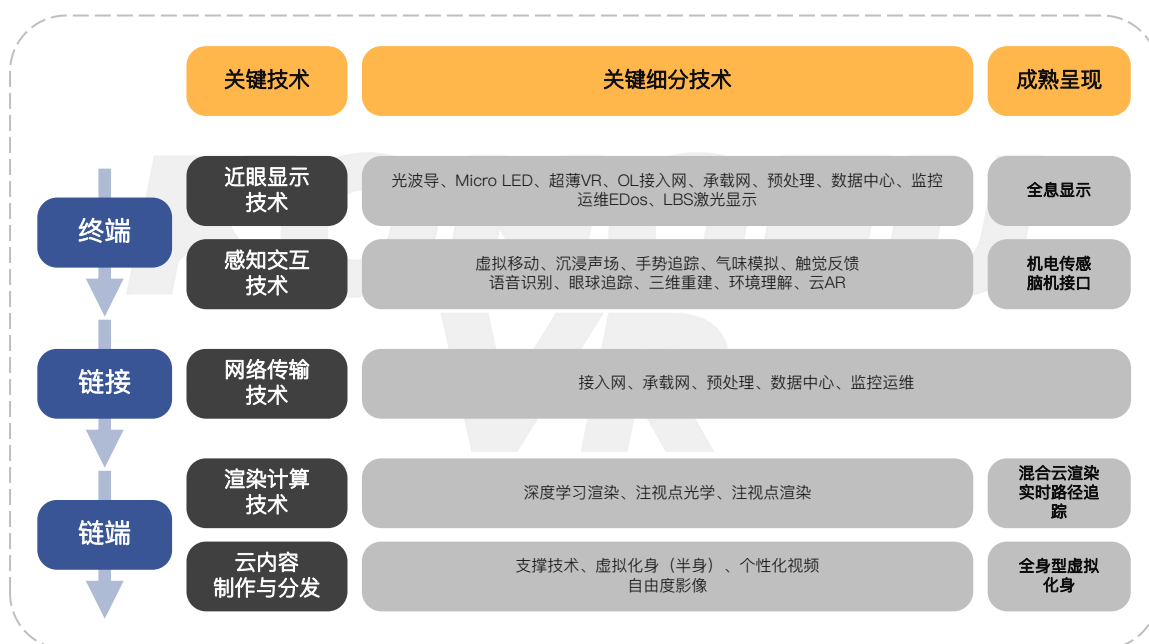 关键技术
关键细分技术
成熟呈现
终端
近眼显示
技术
光波导、Micro LED、超薄VR、OL接入网、承载网、预处理、数据中心、监控
运维EDos、LBS激光显示
全息显示
感知交互
技术
虚拟移动、沉浸声场、手势追踪、气味模拟、触觉反馈
语音识别、眼球追踪、三维重建、环境理解、云AR
机电传感
脑机接口
链接
网络传输
技术
接入网、承载网、预处理、数据中心、监控运维
链端
渲染计算
技术
深度学习渲染、注视点光学、注视点渲染
混合云渲染
实时路径追
踪
云内容
制作与分发
支撑技术、虚拟化身（半身）、个性化视频
自由度影像
全身型虚拟
化身
VR